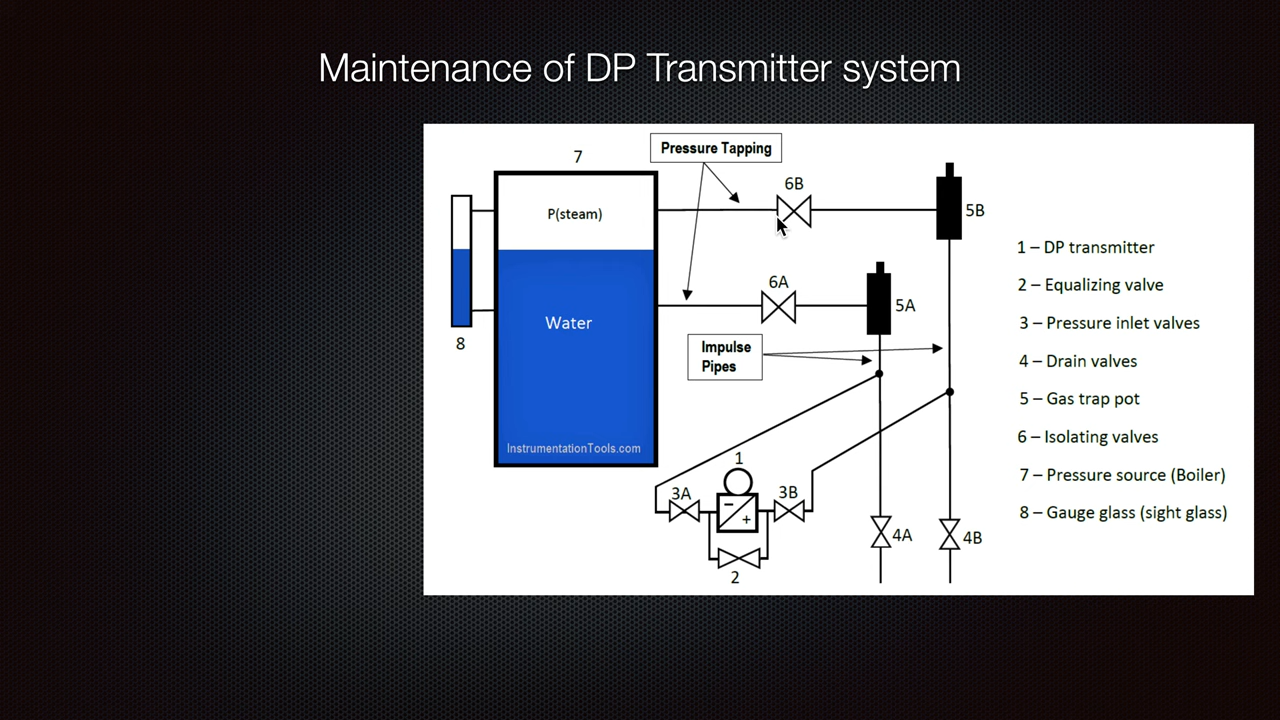 Maintenance of DP Transmitter system
Pressure Tapping
7
6B
P(steam)
5B
1 – DP transmitter
6A
2 – Equalizing valve
5A
Water
3 – Pressure inlet valves
8
Impulse
Pipes
4 – Drain valves
5 – Gas trap pot
InstrumentationTools.com
6 – Isolating valves
1
7 – Pressure source (Boiler)
3A
3B
8 – Gauge glass (sight glass)
−
+
4A
4B
2